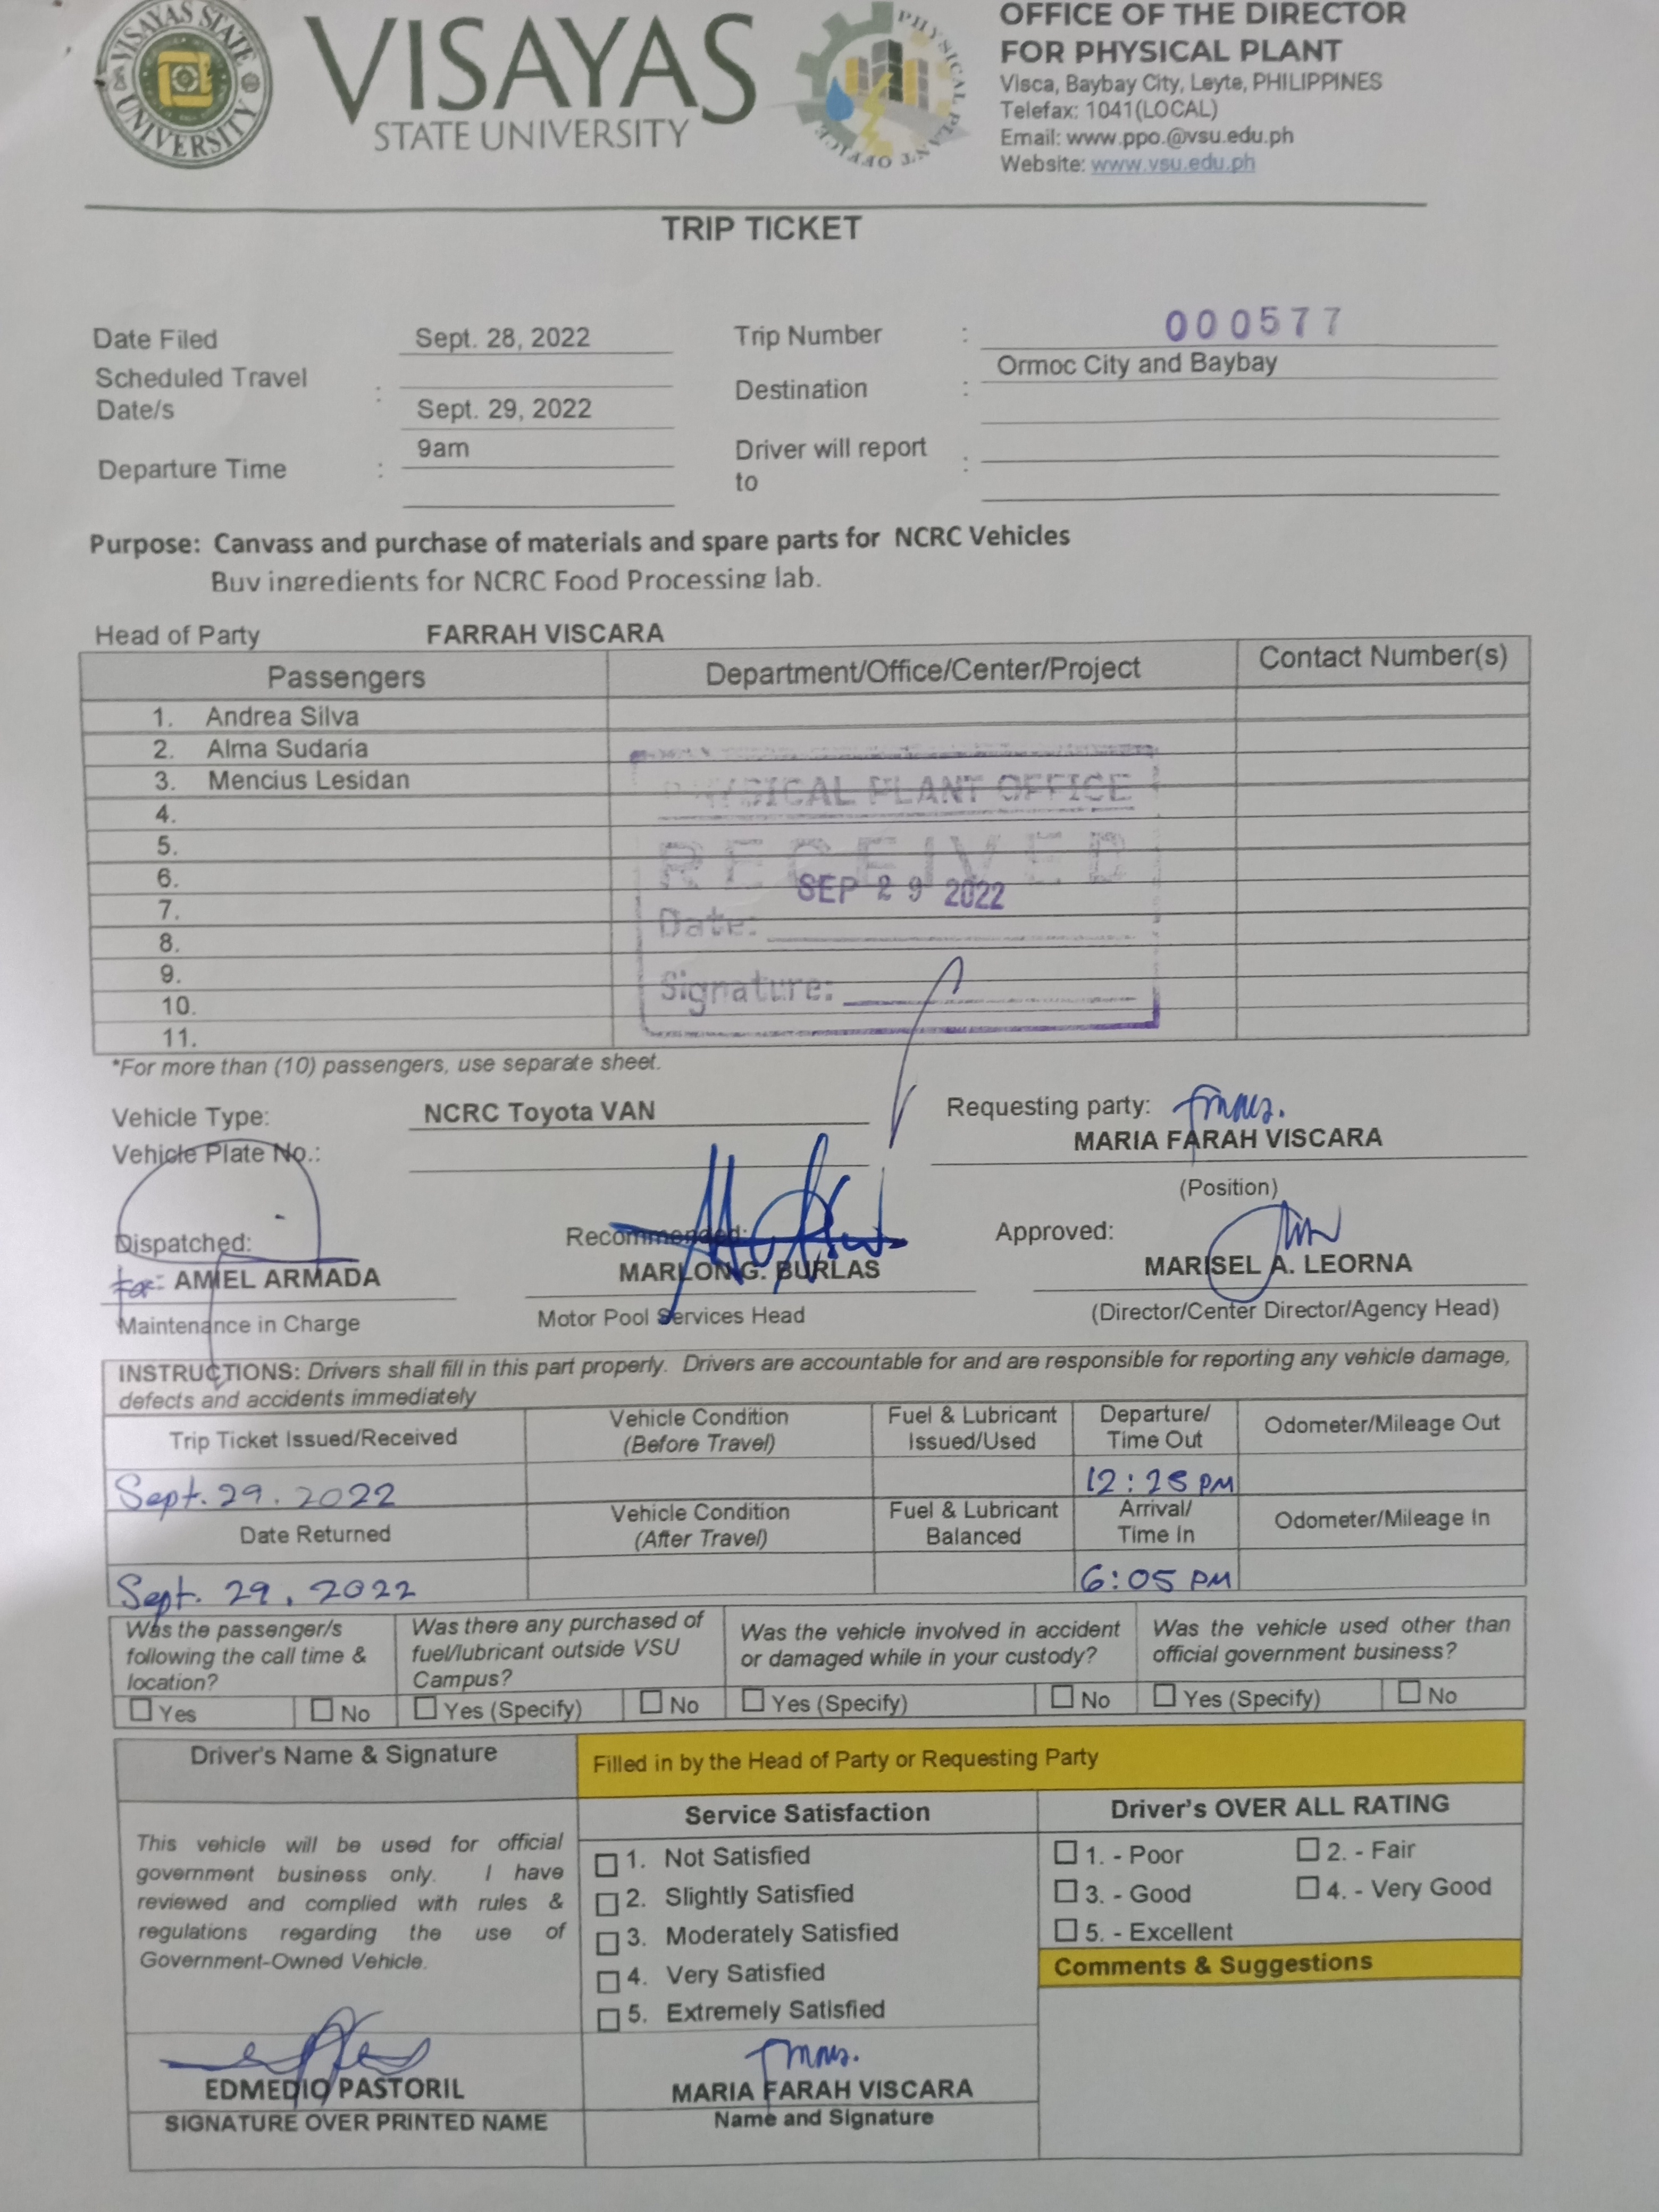 VISAYAS STATE UNIVERSITY
VISAYAS
STATE UNIVERSITY
PHYSICAL PLANT OFFICE
OFFICE OF THE DIRECTOR
FOR PHYSICAL PLANT
Visca, Baybay City, Leyte, PHILIPPINES
Telefax: 1041(LOCAL)
Email: www.ppo.@vsu.edu.ph
Website: www.vsu.edu.ph
TRIP TICKET
Date Filed Sept. 28, 2022 Trip Number : 000577
Scheduled Travel Date/s : Sept. 29, 2022 Destination : Ormoc City and Baybay
Departure Time : 9am Driver will report to :
Purpose: Canvass and purchase of materials and spare parts for NCRC Vehicles
Buy ingredients for NCRC Food Processing lab.
Head of Party FARRAH VISCARA
Passengers Department/Office/Center/Project Contact Number(s)
1. Andrea Silva
2. Alma Sudaria
3. Mencius Lesidan
4.
5.
6.
7.
8.
9.
10.
11.
PHYSICAL PLANT OFFICE
RECEIVED
SEP 29 2022
Date:
Signature:
*For more than (10) passengers, use separate sheet.
Vehicle Type: NCRC Toyota VAN
Vehicle Plate No.:
Requesting party:
MARIA FARAH VISCARA
(Position)
Dispatched: Recommended: Approved:
for: AMIEL ARMADA MARLON G. BURLAS MARISEL A. LEORNA
Maintenance in Charge Motor Pool Services Head (Director/Center Director/Agency Head)
INSTRUCTIONS: Drivers shall fill in this part properly. Drivers are accountable for and are responsible for reporting any vehicle damage,
defects and accidents immediately
Trip Ticket Issued/Received Vehicle Condition (Before Travel) Fuel & Lubricant Issued/Used Departure/ Time Out Odometer/Mileage Out
Sept. 29, 2022 12:25 PM
Date Returned Vehicle Condition (After Travel) Fuel & Lubricant Balanced Arrival/ Time In Odometer/Mileage In
Sept. 29, 2022 6:05 PM
Was the passenger/s following the call time & location?
Yes No
Was there any purchased of fuel/lubricant outside VSU Campus?
Yes (Specify) No
Was the vehicle involved in accident or damaged while in your custody?
Yes (Specify) No
Was the vehicle used other than official government business?
Yes (Specify) No
Driver's Name & Signature
Filled in by the Head of Party or Requesting Party
This vehicle will be used for official
government business only. I have
reviewed and complied with rules &
regulations regarding the use of
Government-Owned Vehicle.
EDMEDIO PASTORIL
SIGNATURE OVER PRINTED NAME
Service Satisfaction
1. Not Satisfied
2. Slightly Satisfied
3. Moderately Satisfied
4. Very Satisfied
5. Extremely Satisfied
MARIA FARAH VISCARA
Name and Signature
Driver's OVER ALL RATING
1. - Poor 2. - Fair
3. - Good 4. - Very Good
5. - Excellent
Comments & Suggestions